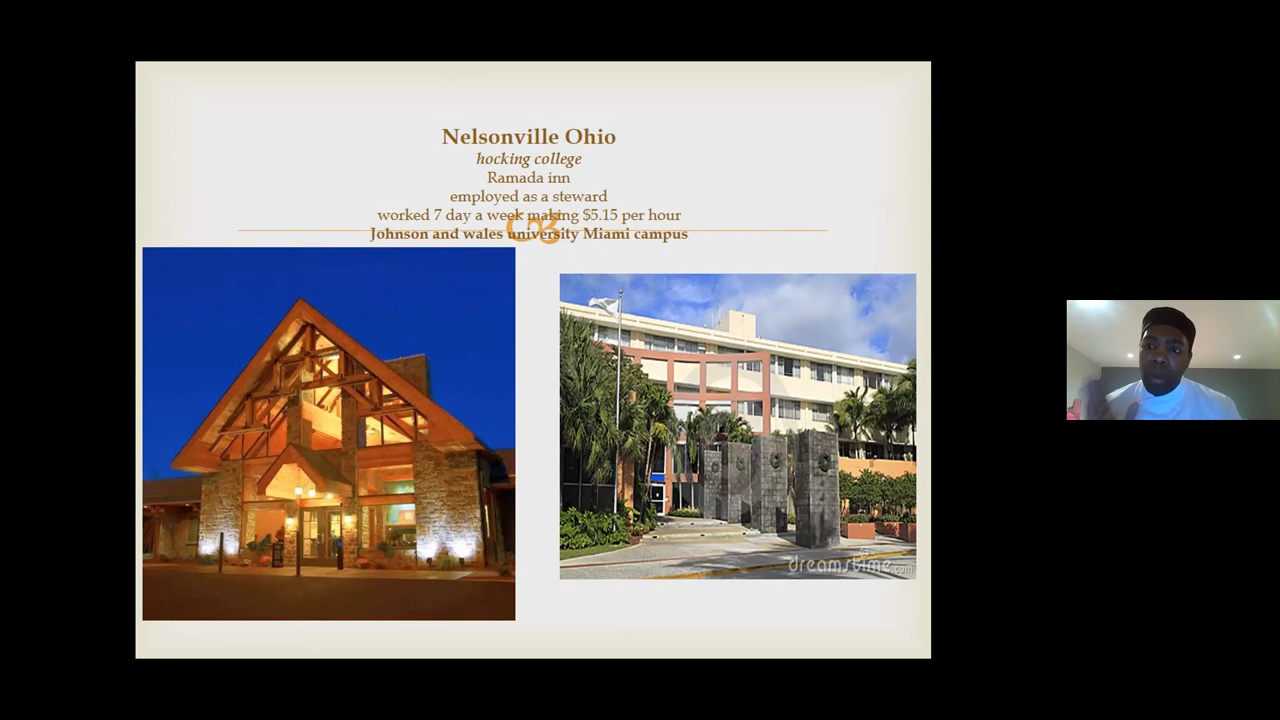 Nelsonville Ohio
hocking college
Ramada inn
employed as a steward
worked 7 day a week making $5.15 per hour
Johnson and wales university Miami campus
dreamstime.com